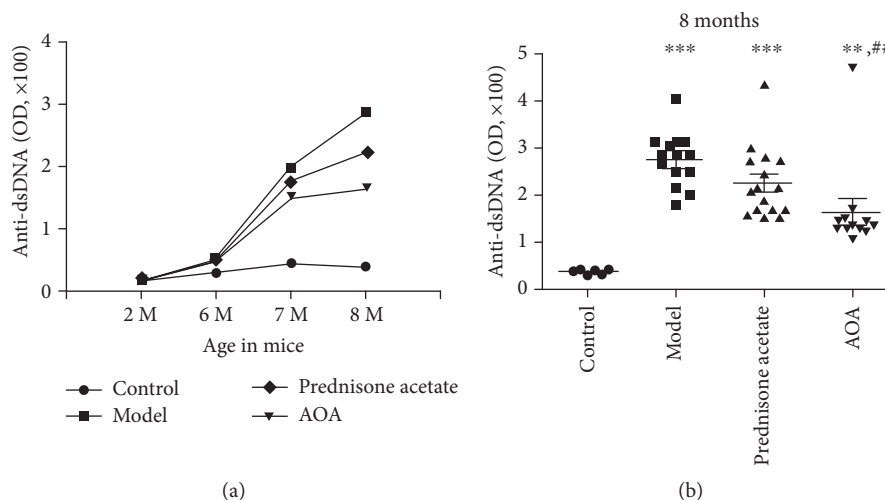 4
3
2
1
0
Anti-dsDNA (OD, ×100)
2 M 6 M 7 M 8 M
Age in mice
Control
Model
Prednisone acetate
AOA
(a)
8 months
*** *** **,##
5
4
3
2
1
0
Anti-dsDNA (OD, ×100)
Control
Model
Prednisone acetate
AOA
(b)